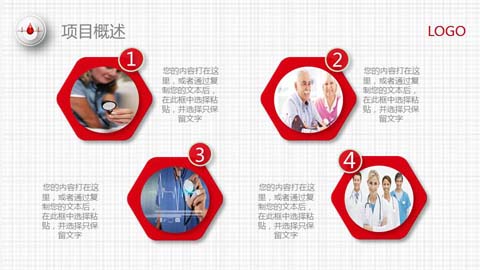 项目概述
LOGO
1
您的内容打在这
里，或者通过复
制您的文本后，
在此框中选择粘
贴，并选择只保
留文字
2
您的内容打在这
里，或者通过复
制您的文本后，
在此框中选择粘
贴，并选择只保
留文字
3
您的内容打在这
里，或者通过复
制您的文本后，
在此框中选择粘
贴，并选择只保
留文字
4
您的内容打在这
里，或者通过复
制您的文本后，
在此框中选择粘
贴，并选择只保
留文字